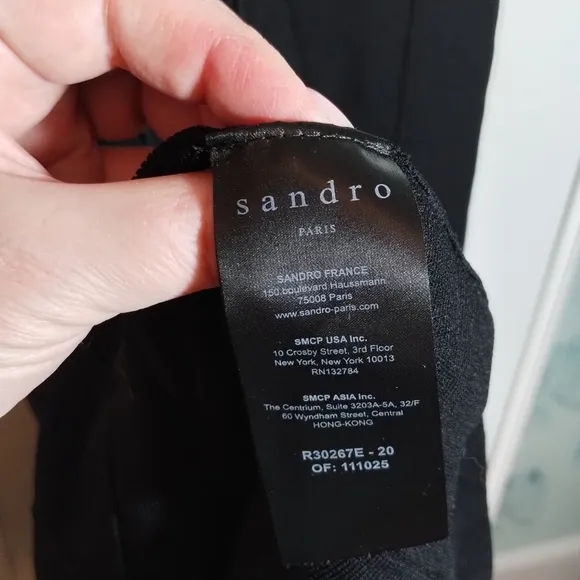 sandro
PARIS
SANDRO FRANCE
150 boulevard Haussmann
75008 Paris
www.sandro-paris.com
SMCP USA Inc.
10 Crosby Street, 3rd Floor
New York, New York 10013
RN132784
SMCP ASIA Inc.
The Centrium, Suite 3203A-5A, 32/F
60 Wyndham Street, Central
HONG-KONG
R30267E - 20
OF: 111025